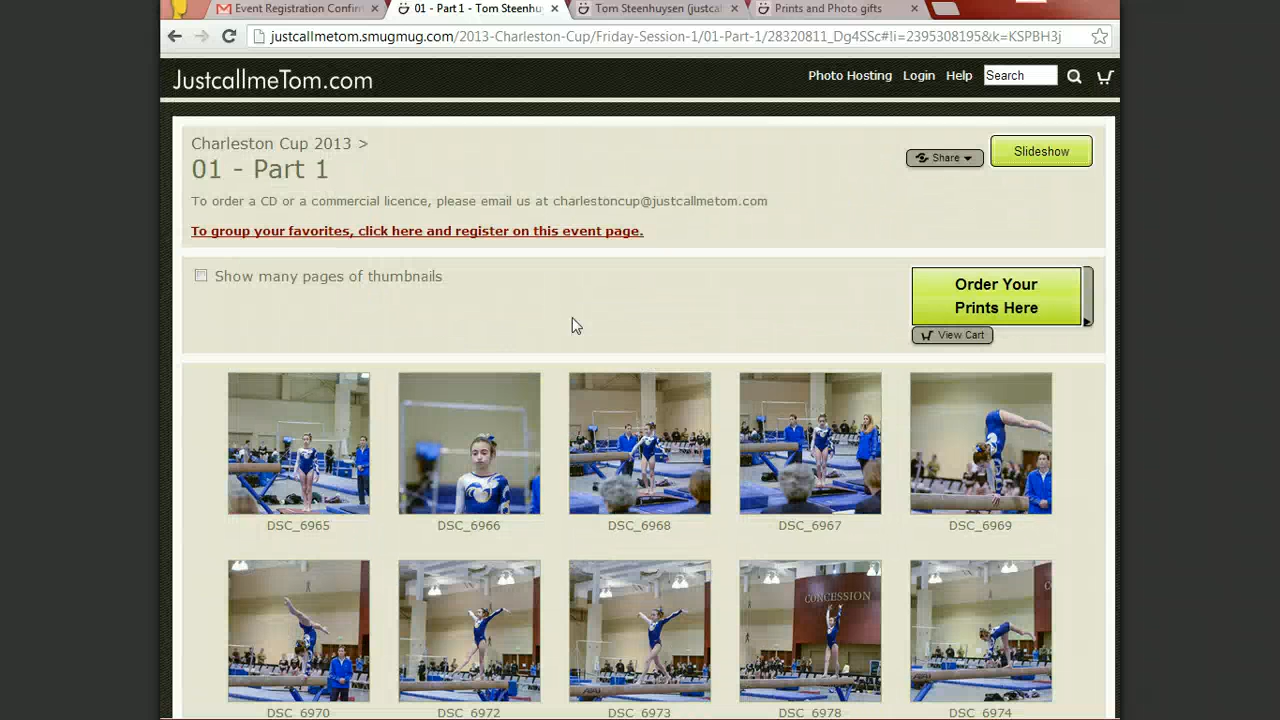 Event Registration Confirm
01 - Part 1 - Tom Steenhu
Tom Steenhuysen (justcal
Prints and Photo gifts
justcallmetom.smugmug.com/2013-Charleston-Cup/Friday-Session-1/01-Part-1/28320811_Dg4SSc#!i=2395308195&k=KSPBH3j
JustcallmeTom.com
Photo Hosting Login Help Search
Charleston Cup 2013 >
01 - Part 1
Share
Slideshow
To order a CD or a commercial licence, please email us at charlestoncup@justcallmetom.com
To group your favorites, click here and register on this event page.
Show many pages of thumbnails
Order Your
Prints Here
View Cart
DSC_6965 DSC_6966 DSC_6968 DSC_6967 DSC_6969
CONCESSION
DSC_6970 DSC_6972 DSC_6973 DSC_6978 DSC_6974